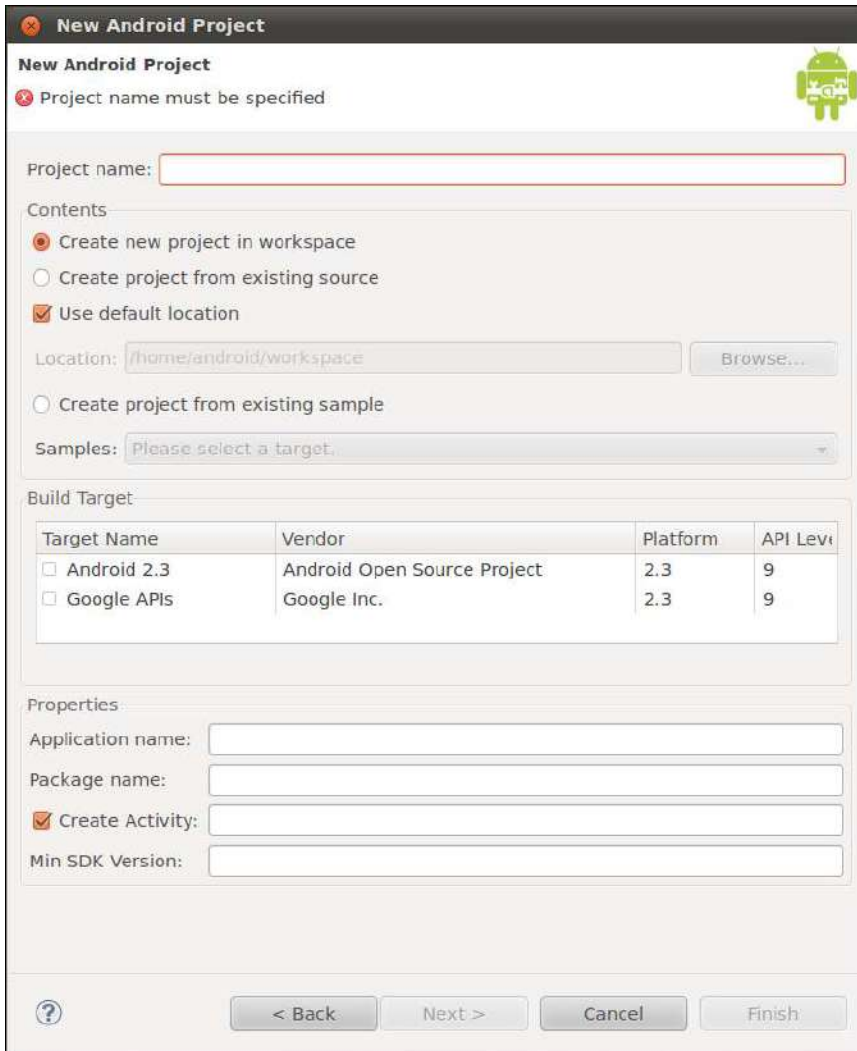 New Android Project
New Android Project
Project name must be specified
Project name:
Contents
Create new project in workspace
Create project from existing source
Use default location
Location: /home/android/workspace Browse...
Create project from existing sample
Samples: Please select a target.
Build Target
Target Name Vendor Platform API Leve
Android 2.3 Android Open Source Project 2.3 9
Google APIs Google Inc. 2.3 9
Properties
Application name:
Package name:
Create Activity:
Min SDK Version:
? < Back Next > Cancel Finish